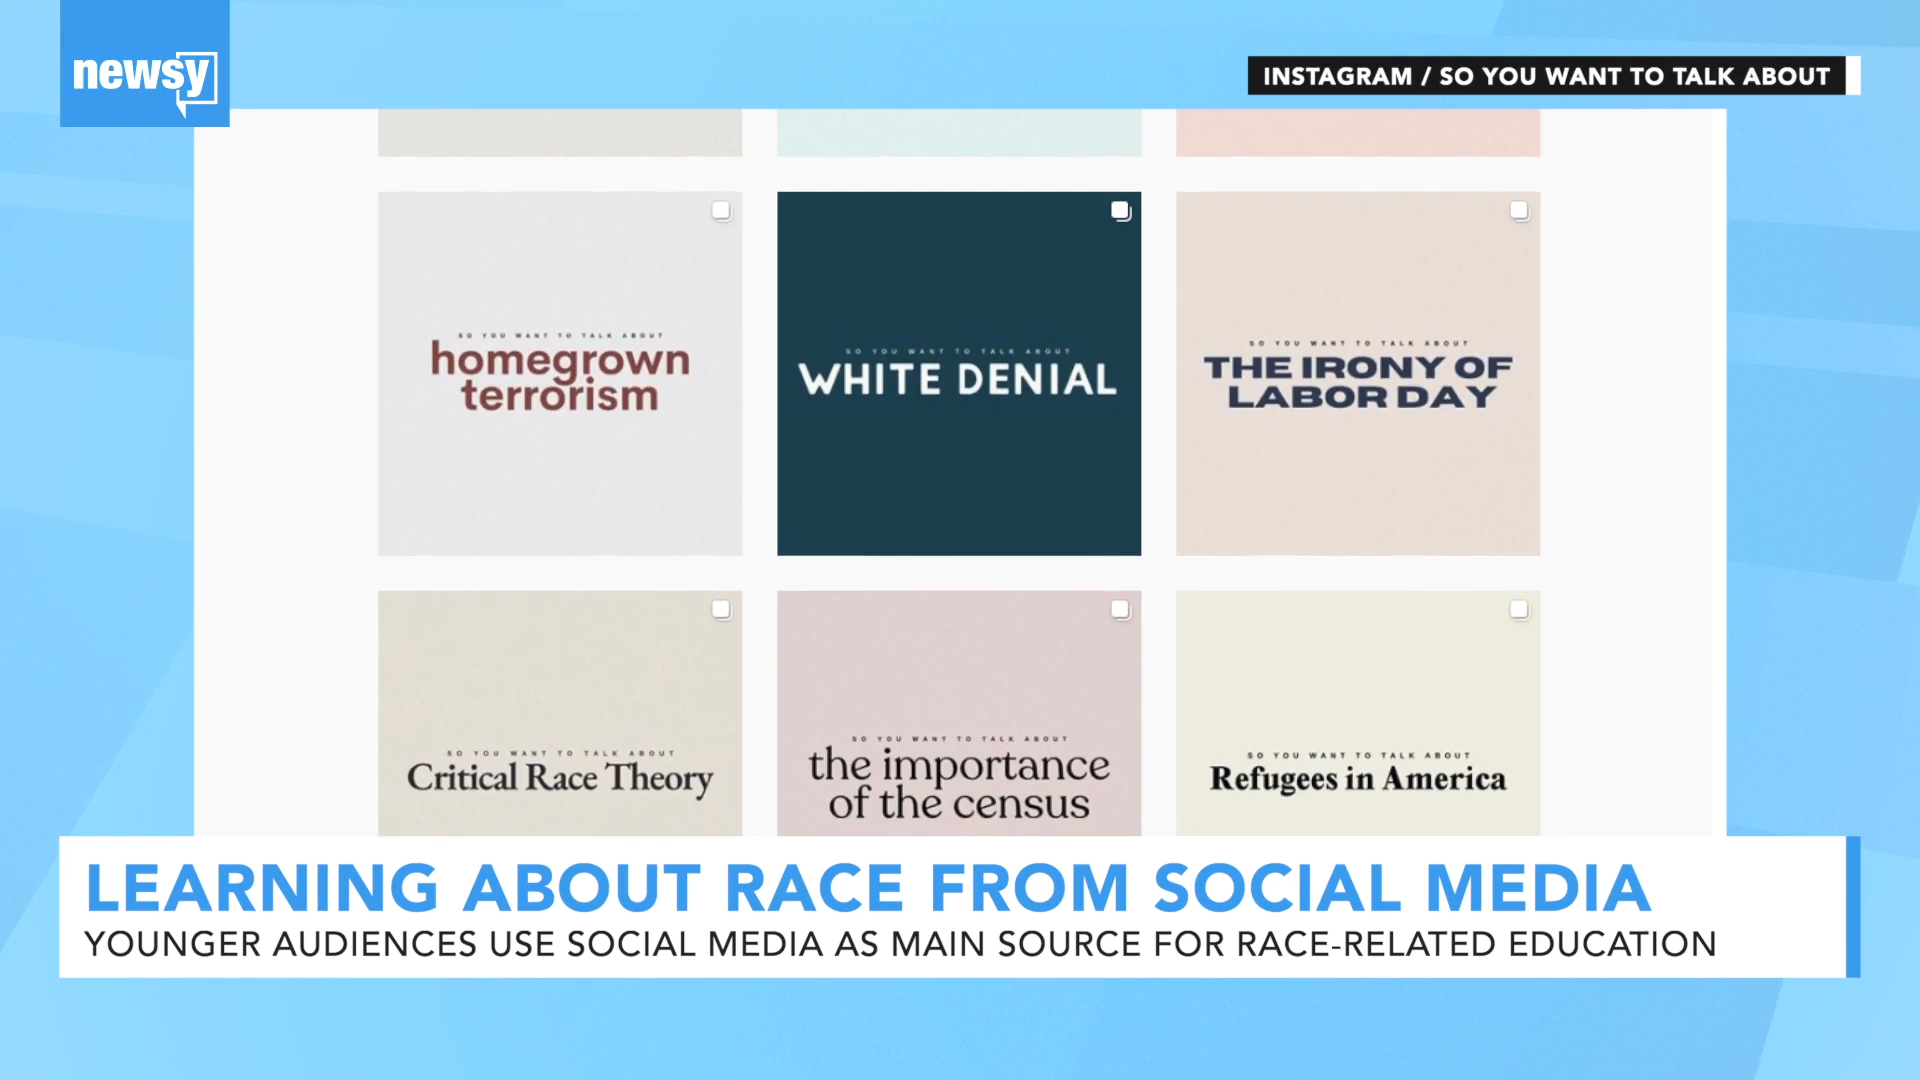 newsy
INSTAGRAM / SO YOU WANT TO TALK ABOUT
SO YOU WANT TO TALK ABOUT
homegrown
terrorism
SO YOU WANT TO TALK ABOUT
WHITE DENIAL
SO YOU WANT TO TALK ABOUT
THE IRONY OF
LABOR DAY
SO YOU WANT TO TALK ABOUT
Critical Race Theory
SO YOU WANT TO TALK ABOUT
the importance
of the census
SO YOU WANT TO TALK ABOUT
Refugees in America
LEARNING ABOUT RACE FROM SOCIAL MEDIA
YOUNGER AUDIENCES USE SOCIAL MEDIA AS MAIN SOURCE FOR RACE-RELATED EDUCATION